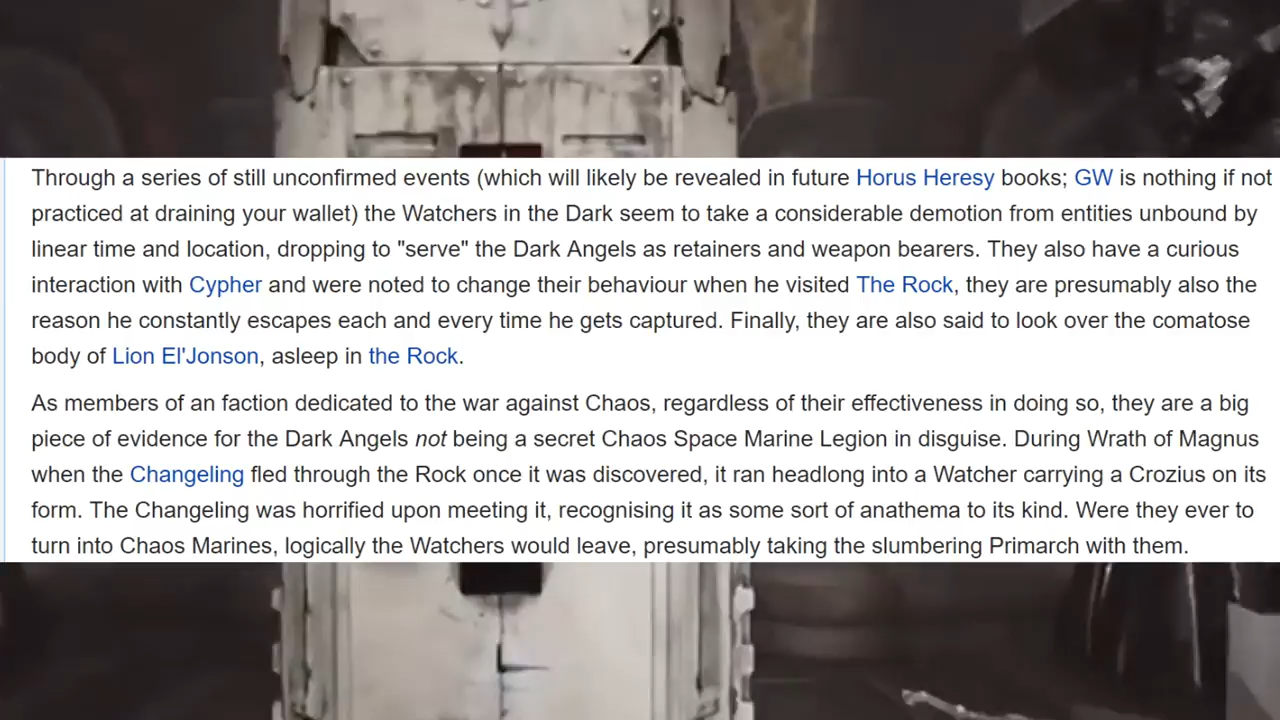 Through a series of still unconfirmed events (which will likely be revealed in future Horus Heresy books; GW is nothing if not
practiced at draining your wallet) the Watchers in the Dark seem to take a considerable demotion from entities unbound by
linear time and location, dropping to "serve" the Dark Angels as retainers and weapon bearers. They also have a curious
interaction with Cypher and were noted to change their behaviour when he visited The Rock, they are presumably also the
reason he constantly escapes each and every time he gets captured. Finally, they are also said to look over the comatose
body of Lion El'Jonson, asleep in the Rock.
As members of an faction dedicated to the war against Chaos, regardless of their effectiveness in doing so, they are a big
piece of evidence for the Dark Angels not being a secret Chaos Space Marine Legion in disguise. During Wrath of Magnus
when the Changeling fled through the Rock once it was discovered, it ran headlong into a Watcher carrying a Crozius on its
form. The Changeling was horrified upon meeting it, recognising it as some sort of anathema to its kind. Were they ever to
turn into Chaos Marines, logically the Watchers would leave, presumably taking the slumbering Primarch with them.